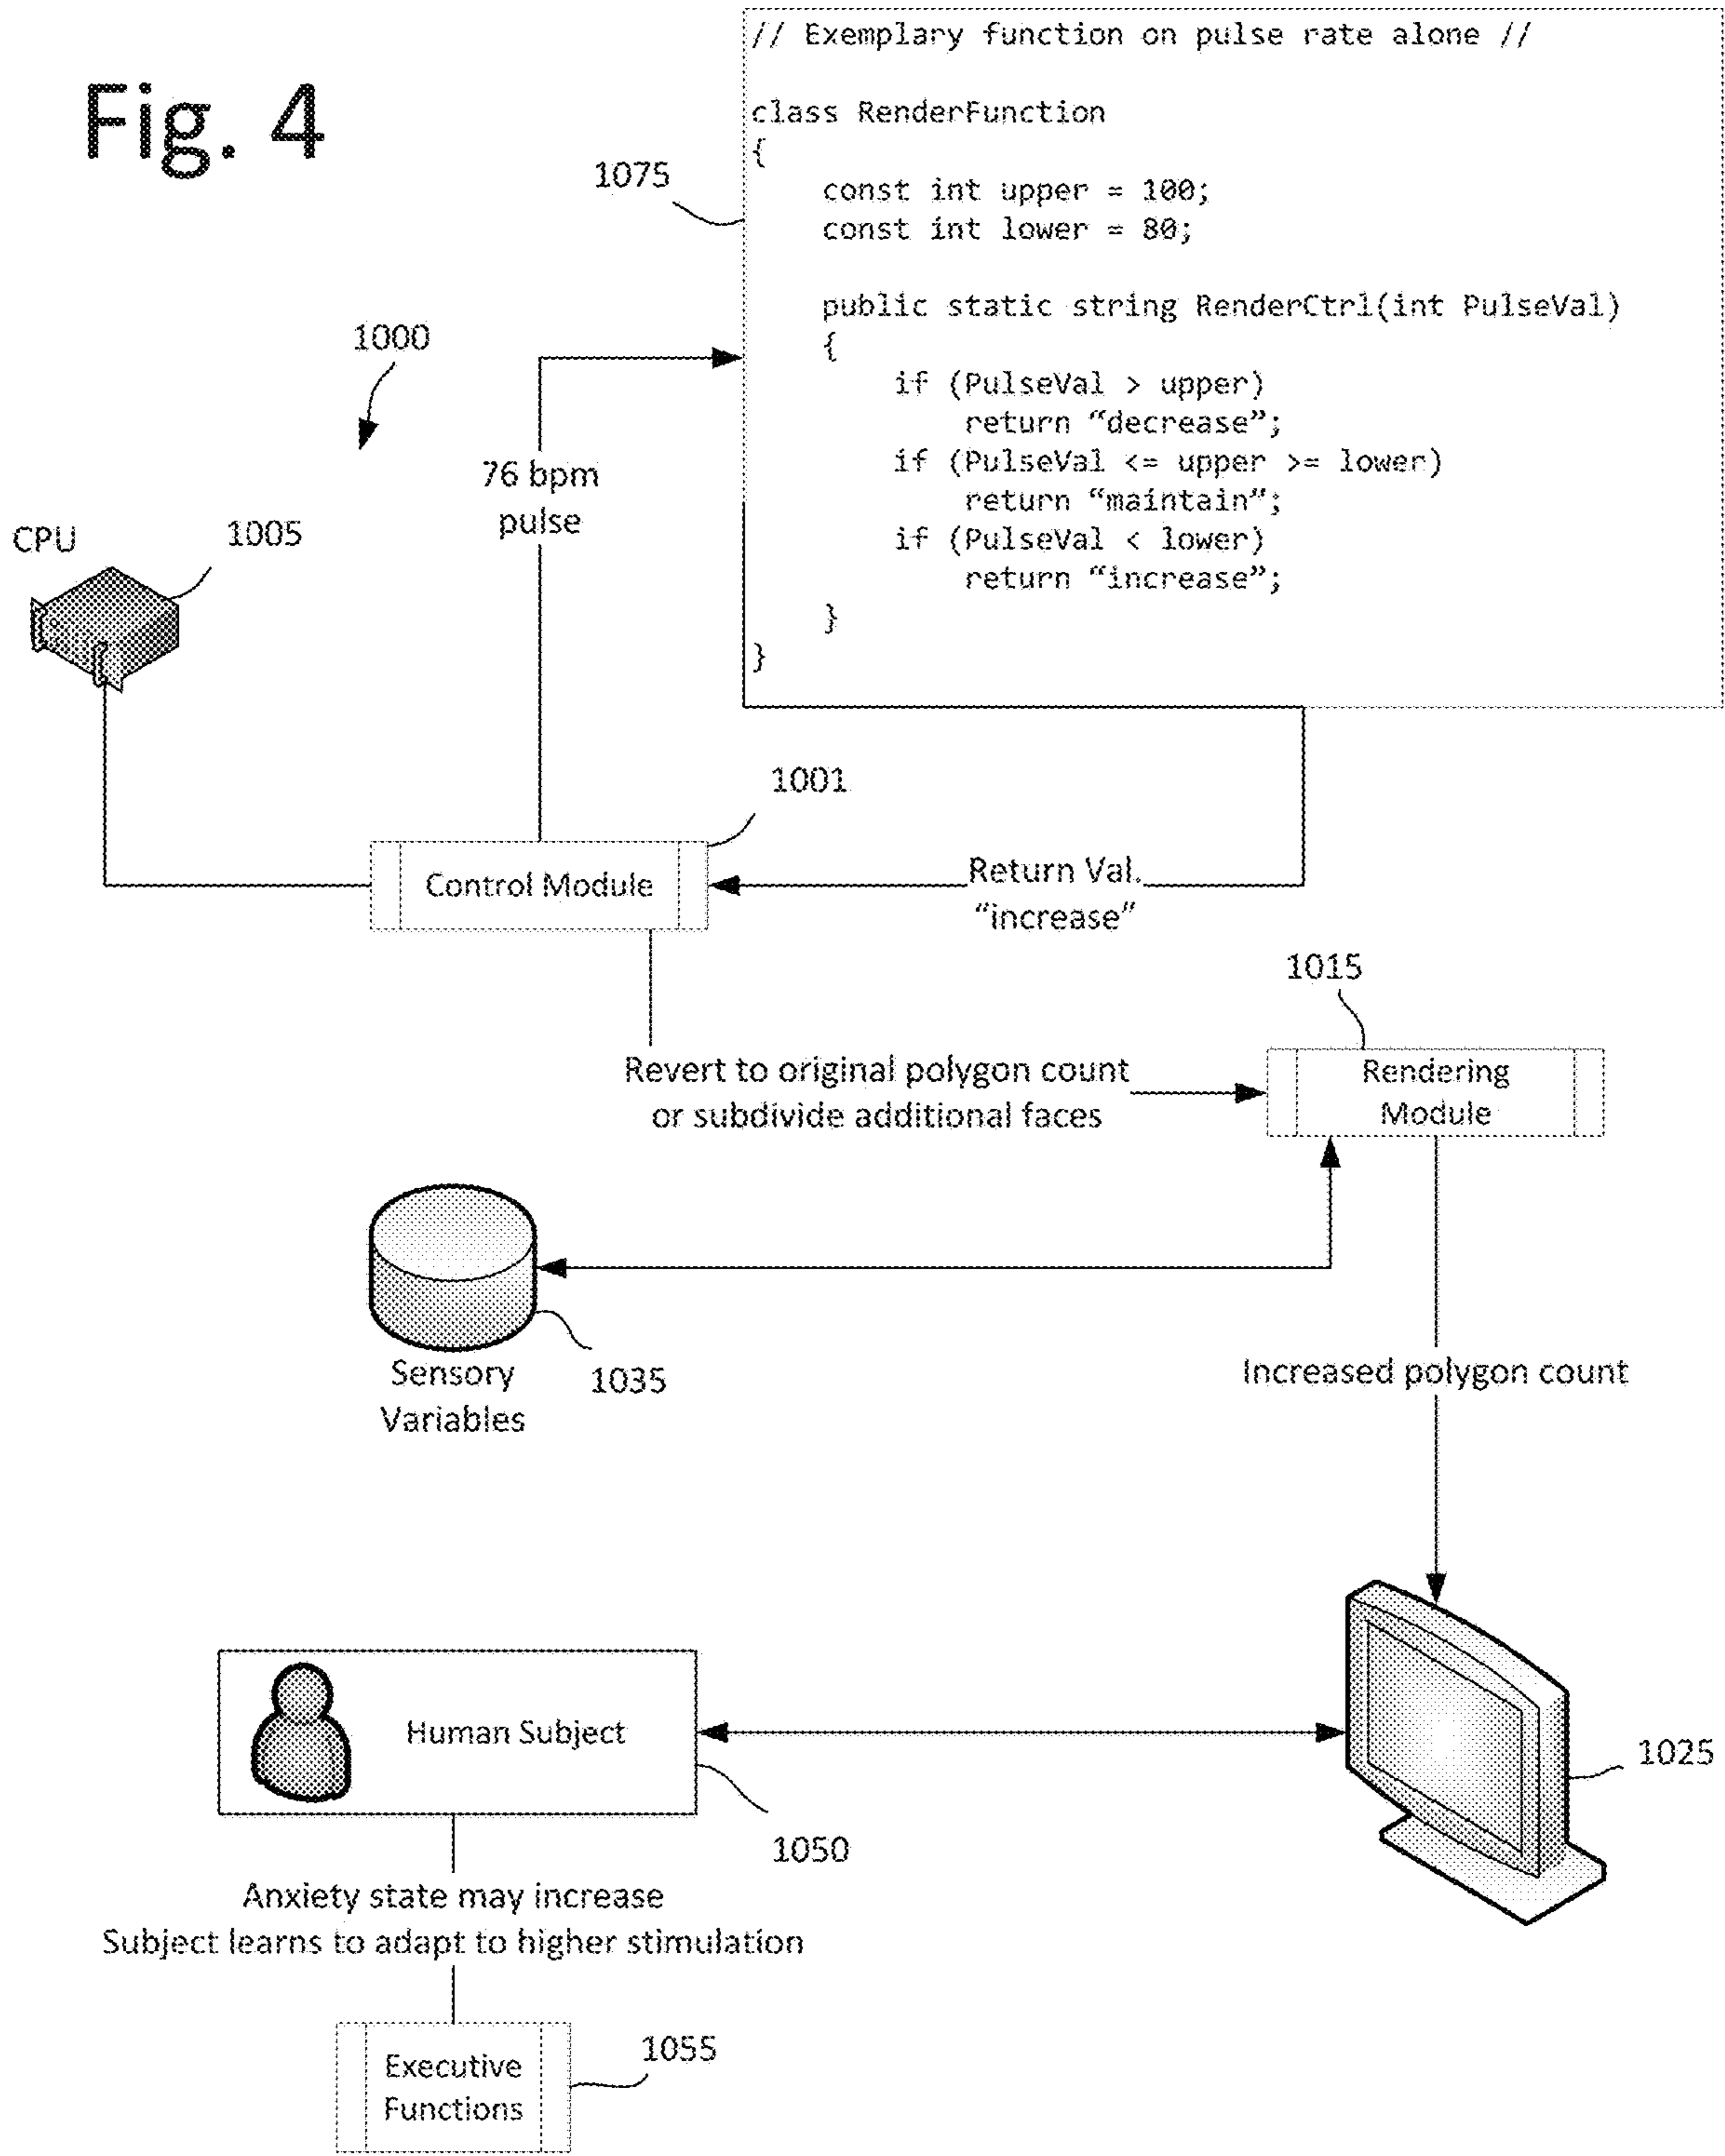 Fig. 4
// Exemplary function on pulse rate alone //
class RenderFunction
{
const int upper = 100;
const int lower = 80;
public static string RenderCtrl(int PulseVal)
{
if (PulseVal > upper)
return “decrease”;
if (PulseVal <= upper >= lower)
return “maintain”;
if (PulseVal < lower)
return “increase”;
}
}
1075
1000
76 bpm
pulse
CPU
1005
1001
Control Module
Return Val.
“increase”
1015
Revert to original polygon count
or subdivide additional faces
Rendering
Module
Sensory
Variables
1035
Increased polygon count
Human Subject
1025
1050
Anxiety state may increase
Subject learns to adapt to higher stimulation
1055
Executive
Functions